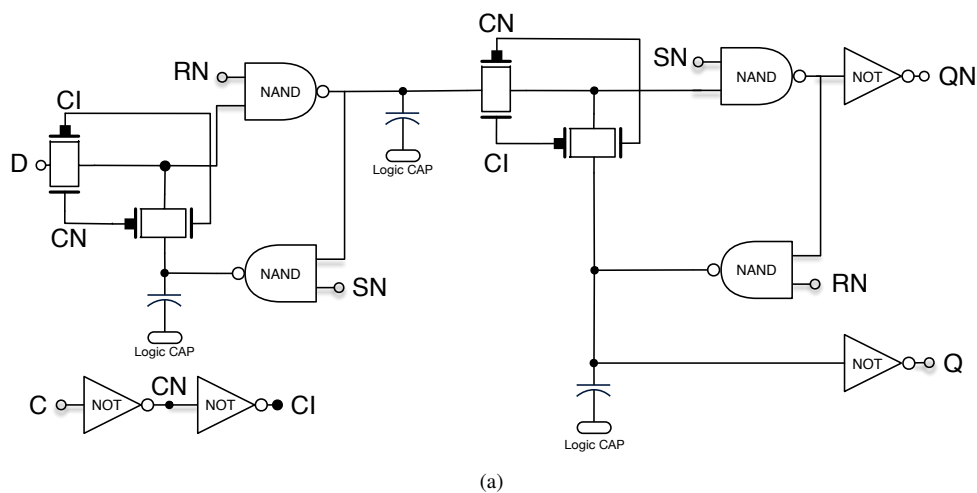 CN
RN
NAND
SN
NAND
NOT
QN
CI
D
CI
Logic CAP
CN
NAND
SN
NAND
RN
Logic CAP
NOT
Q
C
NOT
CN
NOT
CI
Logic CAP
(a)